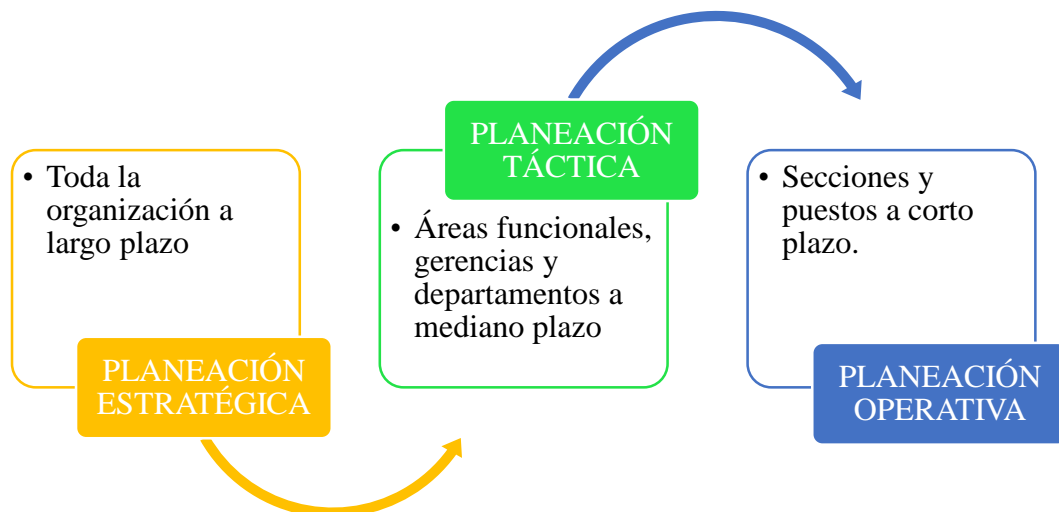 • Toda la
organización a
largo plazo
PLANEACIÓN
ESTRATÉGICA
PLANEACIÓN
TÁCTICA
• Áreas funcionales,
gerencias y
departamentos a
mediano plazo
• Secciones y
puestos a corto
plazo.
PLANEACIÓN
OPERATIVA